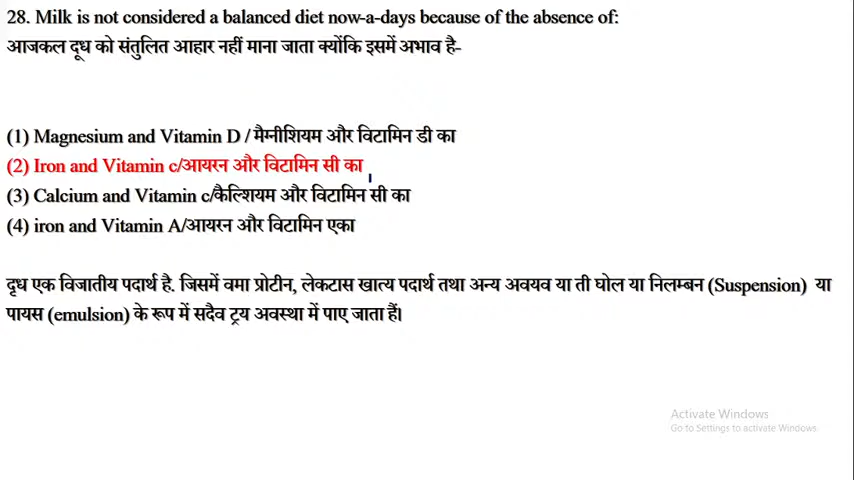 28. Milk is not considered a balanced diet now-a-days because of the absence of:
आजकल दूध को संतुलित आहार नहीं माना जाता क्योंकि इसमें अभाव है-
(1) Magnesium and Vitamin D / मैग्नीशियम और विटामिन डी का
(2) Iron and Vitamin c/आयरन और विटामिन सी का
(3) Calcium and Vitamin c/कैल्शियम और विटामिन सी का
(4) iron and Vitamin A/आयरन और विटामिन एका
दूध एक विजातीय पदार्थ है. जिसमें वमा प्रोटीन, लेकटास खात्य पदार्थ तथा अन्य अवयव या ती घोल या निलम्बन (Suspension) या
पायस (emulsion) के रूप में सदैव ट्रय अवस्था में पाए जाता हैं।
Activate Windows
Go to Settings to activate Windows.